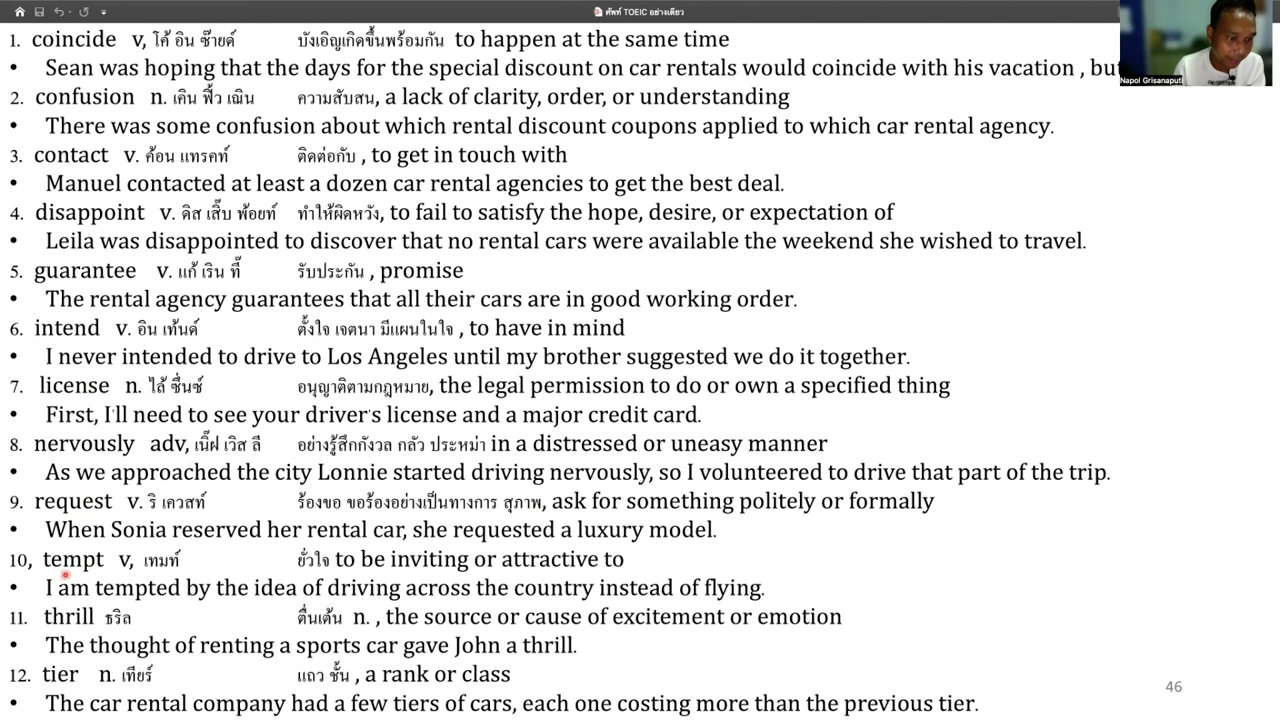 ศัพท์ TOEIC อย่างเดียว
Napol Grisanaputi
1. coincide v, โค้ อิน ซ๊ายด์ บังเอิญเกิดขึ้นพร้อมกัน to happen at the same time
• Sean was hoping that the days for the special discount on car rentals would coincide with his vacation , but
2. confusion n. เคิน ฟิ้ว เฌิน ความสับสน, a lack of clarity, order, or understanding
• There was some confusion about which rental discount coupons applied to which car rental agency.
3. contact v. ค้อน แทรคท์ ติดต่อกับ , to get in touch with
• Manuel contacted at least a dozen car rental agencies to get the best deal.
4. disappoint v. ดิส เสิ๊บ พ้อยท์ ทำให้ผิดหวัง, to fail to satisfy the hope, desire, or expectation of
• Leila was disappointed to discover that no rental cars were available the weekend she wished to travel.
5. guarantee v. แก้ เริน ที๊ รับประกัน , promise
• The rental agency guarantees that all their cars are in good working order.
6. intend v. อิน เท้นด์ ตั้งใจ เจตนา มีแผนในใจ , to have in mind
• I never intended to drive to Los Angeles until my brother suggested we do it together.
7. license n. ไล้ ซึ่นซ์ อนุญาติตามกฎหมาย, the legal permission to do or own a specified thing
• First, I'll need to see your driver's license and a major credit card.
8. nervously adv, เนิ๊ฝ เวิส ลี อย่างรู้สึกกังวล กลัว ประหม่า in a distressed or uneasy manner
• As we approached the city Lonnie started driving nervously, so I volunteered to drive that part of the trip.
9. request v. ริ เควสท์ ร้องขอ ขอร้องอย่างเป็นทางการ สุภาพ, ask for something politely or formally
• When Sonia reserved her rental car, she requested a luxury model.
10, tempt v, เทมท์ ยั่วใจ to be inviting or attractive to
• I am tempted by the idea of driving across the country instead of flying.
11. thrill ธริล ตื่นเต้น n. , the source or cause of excitement or emotion
• The thought of renting a sports car gave John a thrill.
12. tier n. เทียร์ แถว ชั้น , a rank or class
• The car rental company had a few tiers of cars, each one costing more than the previous tier.
46